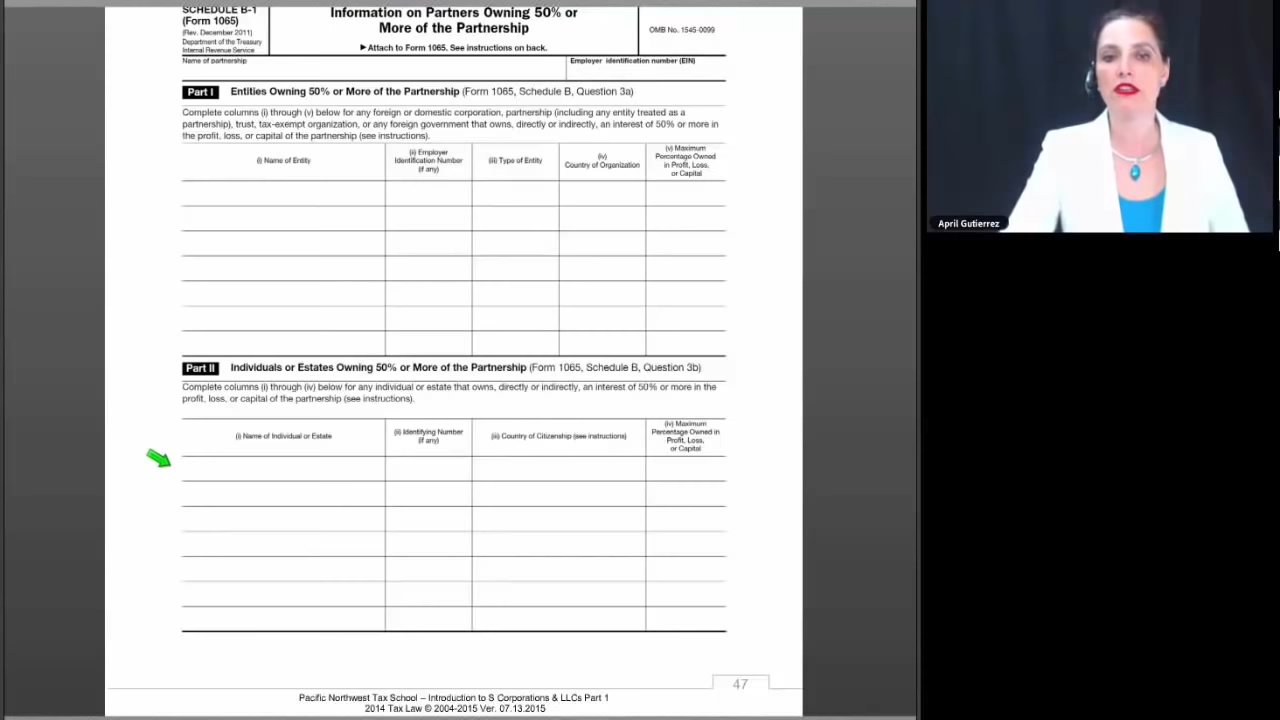 SCHEDULE B-1
(Form 1065)
(Rev. December 2011)
Department of the Treasury
Internal Revenue Service
Information on Partners Owning 50% or
More of the Partnership
▶ Attach to Form 1065. See instructions on back.
OMB No. 1545-0099
Name of partnership
Employer identification number (EIN)
Part I Entities Owning 50% or More of the Partnership (Form 1065, Schedule B, Question 3a)
Complete columns (i) through (v) below for any foreign or domestic corporation, partnership (including any entity treated as a
partnership), trust, tax-exempt organization, or any foreign government that owns, directly or indirectly, an interest of 50% or more in
the profit, loss, or capital of the partnership (see instructions).
(i) Name of Entity
(ii) Employer
Identification Number
(if any)
(iii) Type of Entity
(iv)
Country of Organization
(v) Maximum
Percentage Owned
in Profit, Loss,
or Capital
Part II Individuals or Estates Owning 50% or More of the Partnership (Form 1065, Schedule B, Question 3b)
Complete columns (i) through (iv) below for any individual or estate that owns, directly or indirectly, an interest of 50% or more in the
profit, loss, or capital of the partnership (see instructions).
(i) Name of Individual or Estate
(ii) Identifying Number
(if any)
(iii) Country of Citizenship (see instructions)
(iv) Maximum
Percentage Owned in
Profit, Loss,
or Capital
47
Pacific Northwest Tax School – Introduction to S Corporations & LLCs Part 1
2014 Tax Law © 2004-2015 Ver. 07.13.2015
April Gutierrez